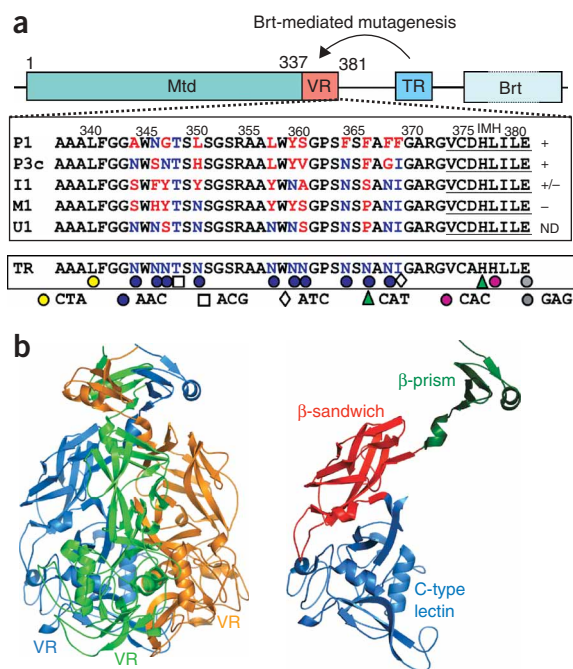 a
Brt-mediated mutagenesis
1 337 381
Mtd VR TR Brt
340 345 350 355 360 365 370 375 IMH 380
P1 AAALFGGAWNGTSLSGSRAALWYSGPSFSFAFFGARGVCDHLILE +
P3c AAALFGGNWSNTSHSGSRAALWYVGPSNSFAGIGARGVCDHLILE +
I1 AAALFGGSWFYTSYSGSRAAYWNAGPSNSPANIGARGVCDHLILE +/–
M1 AAALFGGSWHYTSNSGSRAAYWYSGPSNSPANIGARGVCDHLILE –
U1 AAALFGGNWNSTSNSGSRAANWNSGPSNSPANIGARGVCDHLILE ND
TR AAALFGGNWNNTSNSGSRAANWNNGPSNSNANIGARGVCAHHLLE
CTA AAC ACG ATC CAT CAC GAG
b
β-prism
β-sandwich
C-type
lectin
VR VR VR